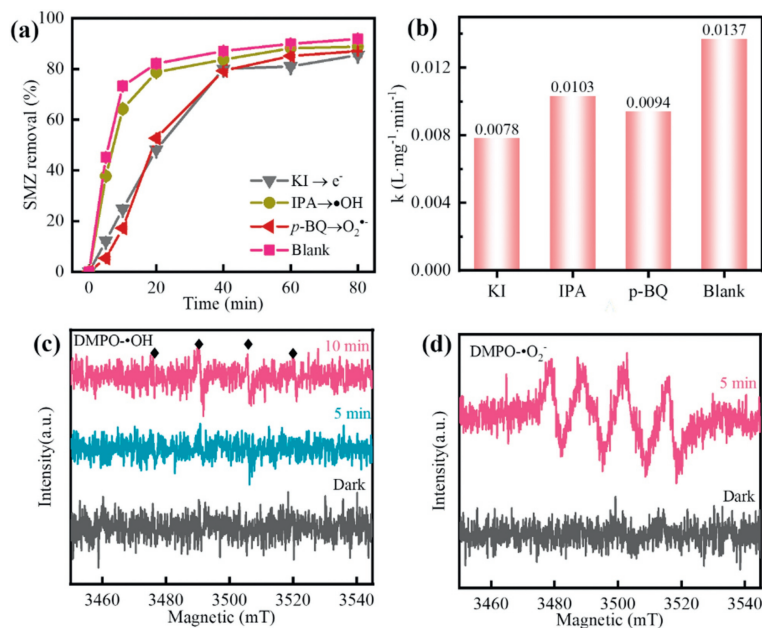 (a)
SMZ removal (%)
100
80
60
40
20
0
KI → e⁻
IPA→•OH
p-BQ→O₂•⁻
Blank
0 20 40 60 80
Time (min)
(b)
k (L·mg⁻¹·min⁻¹)
0.012
0.008
0.004
0.000
0.0078
0.0103
0.0094
0.0137
KI IPA p-BQ Blank
(c)
DMPO-•OH
10 min
5 min
Dark
Intensity(a.u.)
3460 3480 3500 3520 3540
Magnetic (mT)
(d)
DMPO-•O₂⁻
5 min
Dark
Intensity(a.u.)
3460 3480 3500 3520 3540
Magnetic (mT)